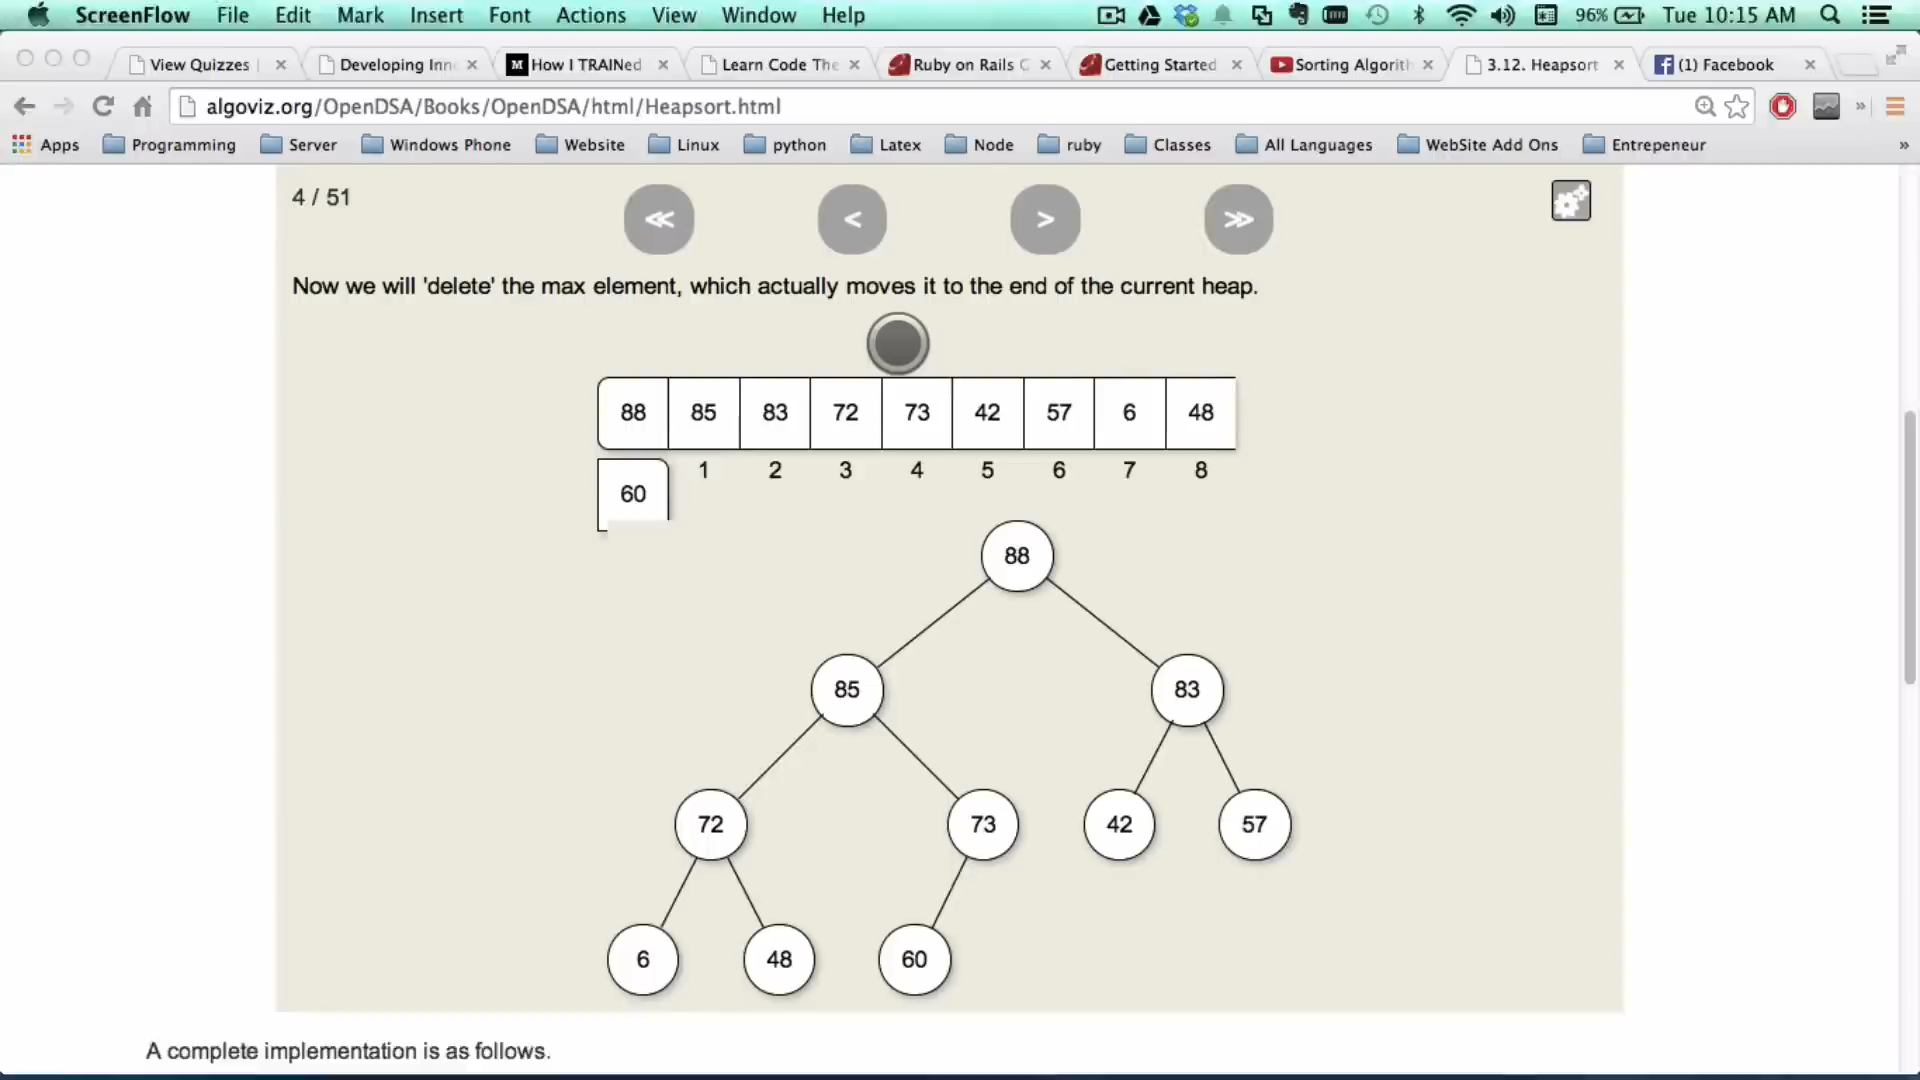 ScreenFlow File Edit Mark Insert Font Actions View Window Help 96% Tue 10:15 AM
View Quizzes Developing Inn M How I TRAINed Learn Code The Ruby on Rails C Getting Started Sorting Algorith 3.12. Heapsort f (1) Facebook
algoviz.org/OpenDSA/Books/OpenDSA/html/Heapsort.html
Apps Programming Server Windows Phone Website Linux python Latex Node ruby Classes All Languages WebSite Add Ons Entrepeneur »
4 / 51 << < > >>
Now we will 'delete' the max element, which actually moves it to the end of the current heap.
88 85 83 72 73 42 57 6 48
1 2 3 4 5 6 7 8
60
88
85 83
72 73 42 57
6 48 60
A complete implementation is as follows.